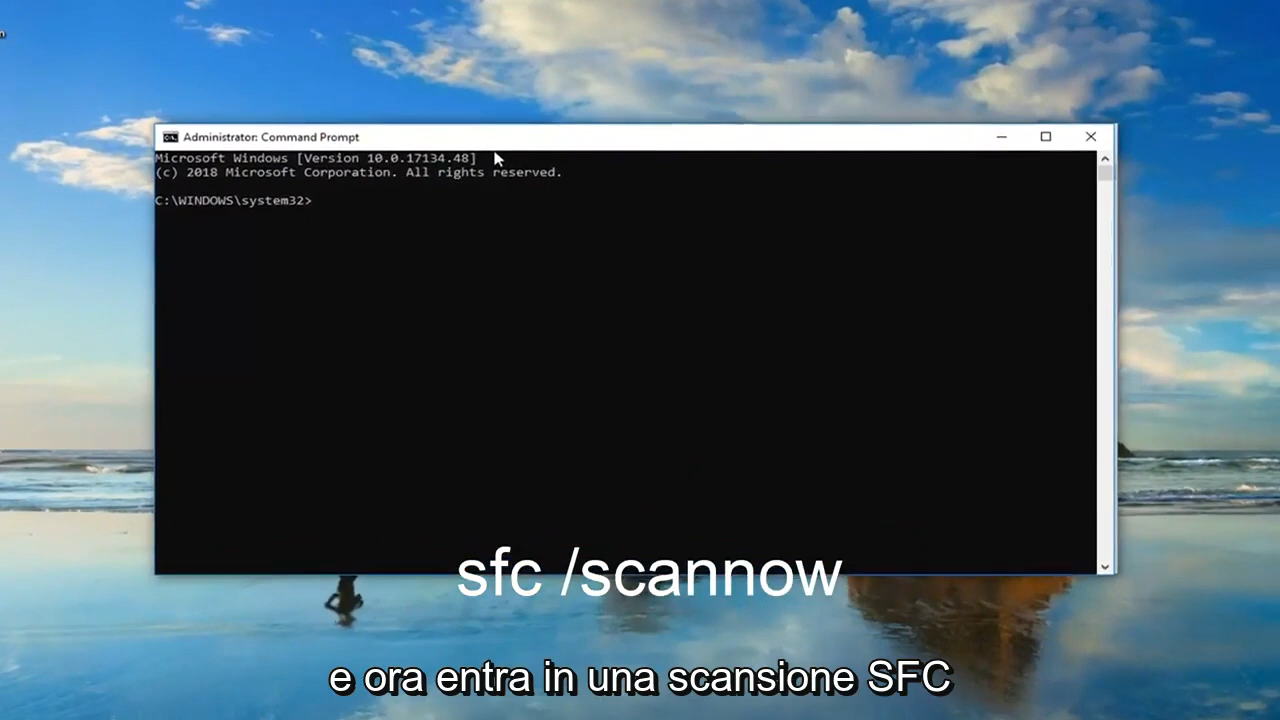 Administrator: Command Prompt
Microsoft Windows [Version 10.0.17134.48]
(c) 2018 Microsoft Corporation. All rights reserved.
C:\WINDOWS\system32>
sfc /scannow
e ora entra in una scansione SFC